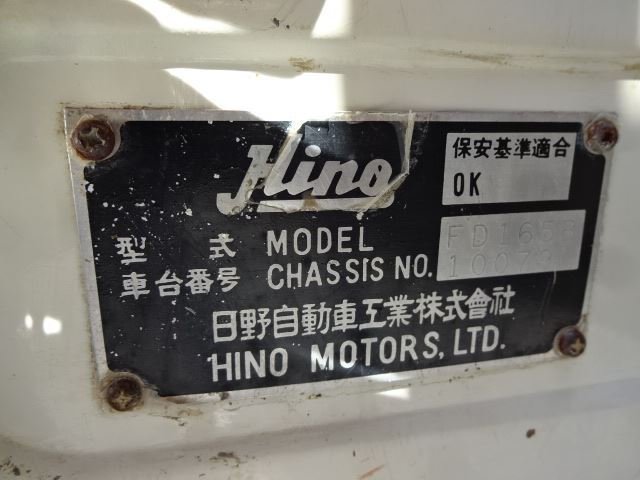 Hino
保安基準適合
OK
型式 MODEL
車台番号 CHASSIS NO.
日野自動車工業株式會社
HINO MOTORS, LTD.